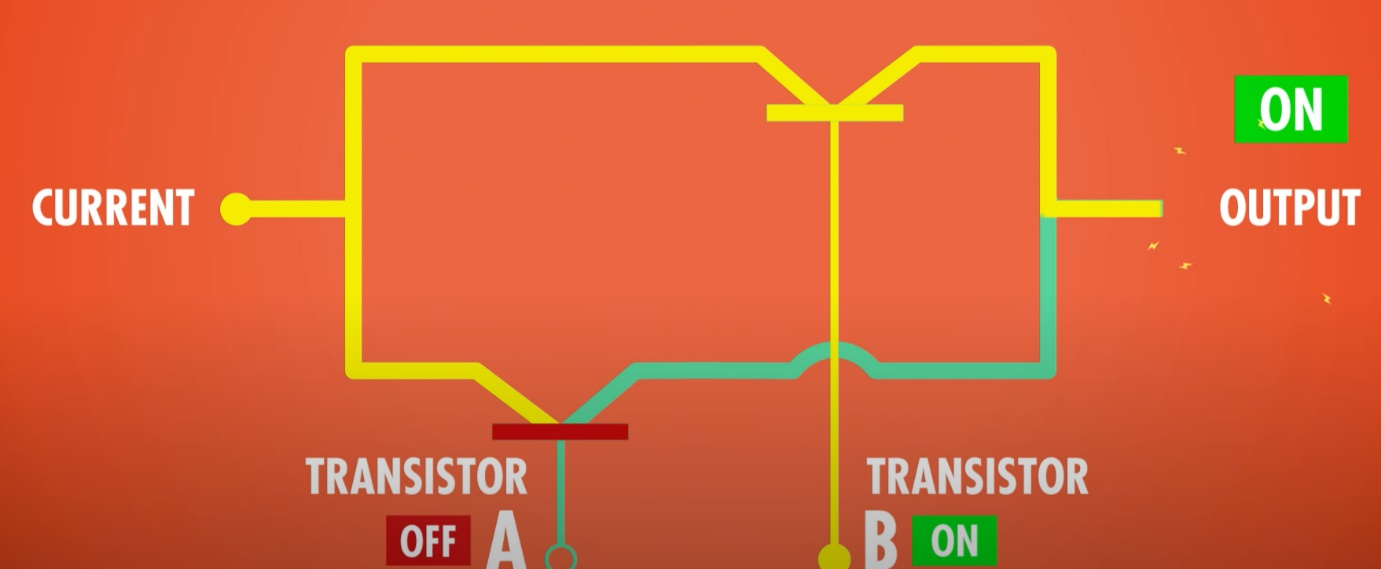 ON
CURRENT
OUTPUT
TRANSISTOR
OFF A
TRANSISTOR
B ON